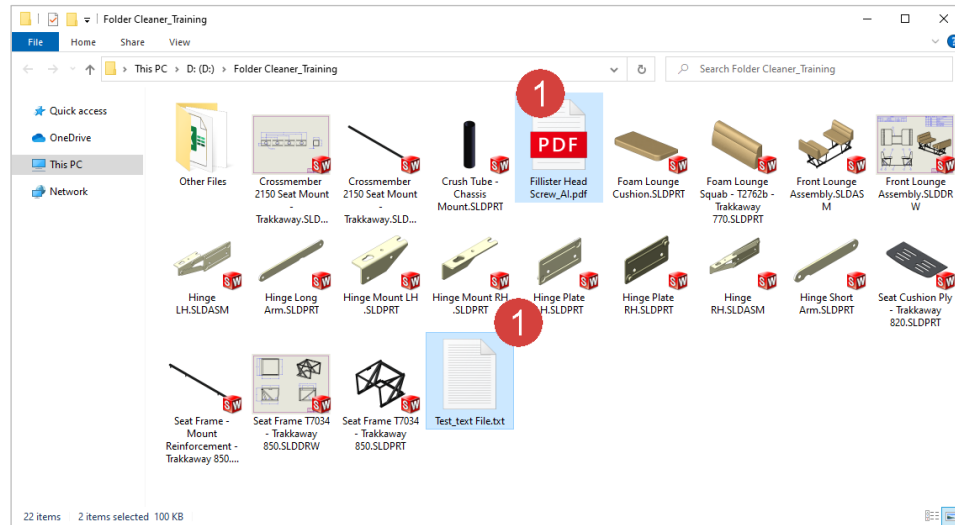 Folder Cleaner_Training
File Home Share View
This PC > D: (D:) > Folder Cleaner_Training
Search Folder Cleaner_Training
Quick access
OneDrive
This PC
Network
1
PDF
Other Files
Crossmember
2150 Seat Mount
-
Trakkaway.SLD...
Crossmember
2150 Seat Mount
-
Trakkaway.SLD...
Crush Tube -
Chassis
Mount.SLDPRT
Fillister Head
Screw_AI.pdf
Foam Lounge
Cushion.SLDPRT
Foam Lounge
Squab - T2762b -
Trakkaway
770.SLDPRT
Front Lounge
Assembly.SLDAS
M
Front Lounge
Assembly.SLDDR
W
Hinge
LH.SLDASM
Hinge Long
Arm.SLDPRT
Hinge Mount LH
.SLDPRT
Hinge Mount RH
.SLDPRT
Hinge Plate
H.SLDPRT
Hinge Plate
RH.SLDPRT
Hinge
RH.SLDASM
Hinge Short
Arm.SLDPRT
Seat Cushion Ply
- Trakkaway
820.SLDPRT
1
Seat Frame -
Mount
Reinforcement -
Trakkaway 850....
Seat Frame T7034
- Trakkaway
850.SLDDRW
Seat Frame T7034
- Trakkaway
850.SLDPRT
Test_text File.txt
22 items 2 items selected 100 KB